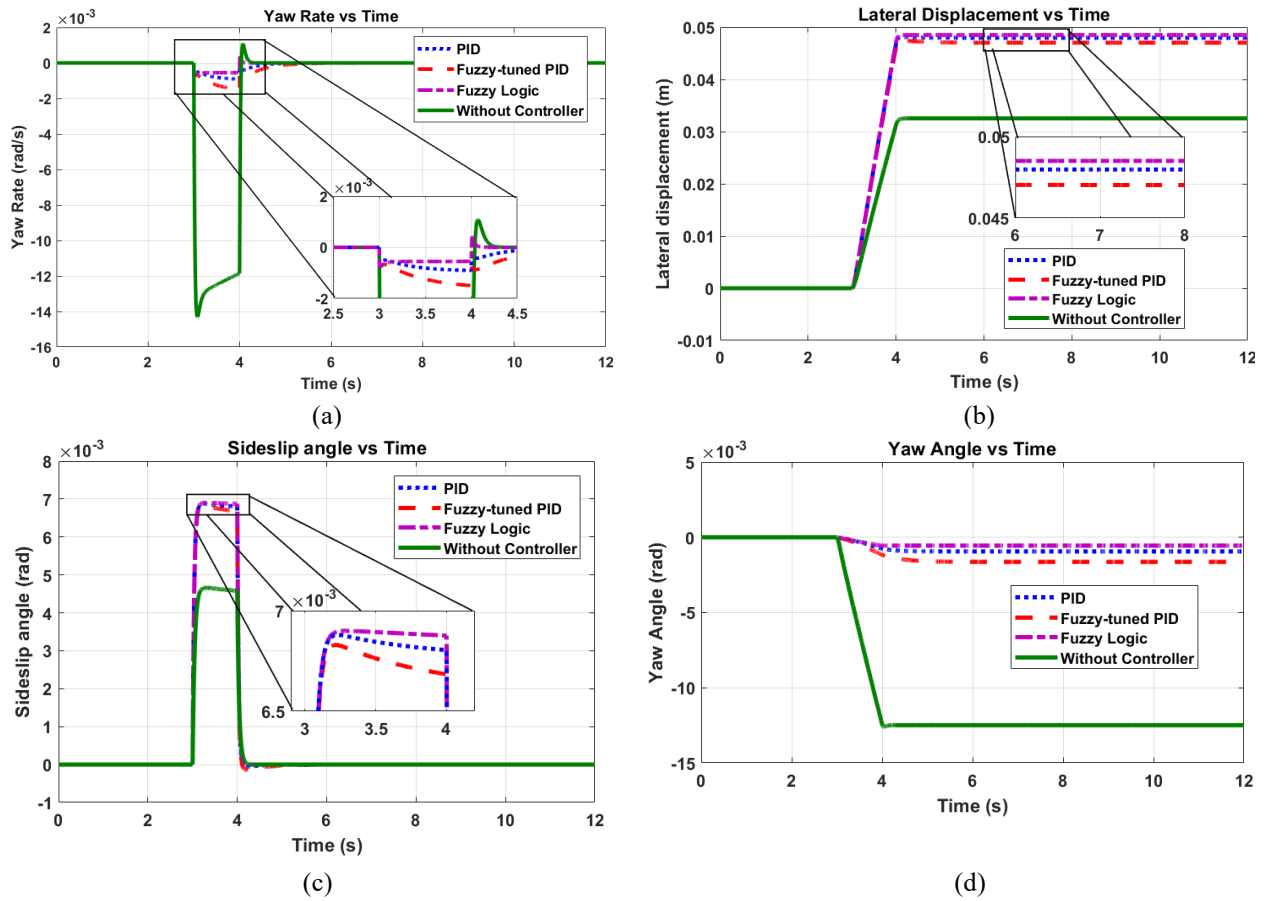 Yaw Rate vs Time
×10⁻³
2
0
-2
-4
-6
-8
-10
-12
-14
-16
Yaw Rate (rad/s)
PID
Fuzzy-tuned PID
Fuzzy Logic
Without Controller
×10⁻³
2
0
-2
2.5 3 3.5 4 4.5
0 2 4 6 8 10 12
Time (s)
(a)
Lateral Displacement vs Time
0.05
0.04
0.03
0.02
0.01
0
-0.01
Lateral displacement (m)
0.05
0.045
6 7 8
PID
Fuzzy-tuned PID
Fuzzy Logic
Without Controller
0 2 4 6 8 10 12
Time (s)
(b)
Sideslip angle vs Time
×10⁻³
8
7
6
5
4
3
2
1
0
-1
Sideslip angle (rad)
PID
Fuzzy-tuned PID
Fuzzy Logic
Without Controller
×10⁻³
7
6.5
3 3.5 4
0 2 4 6 8 10 12
Time (s)
(c)
Yaw Angle vs Time
×10⁻³
5
0
-5
-10
-15
Yaw Angle (rad)
PID
Fuzzy-tuned PID
Fuzzy Logic
Without Controller
0 2 4 6 8 10 12
Time (s)
(d)